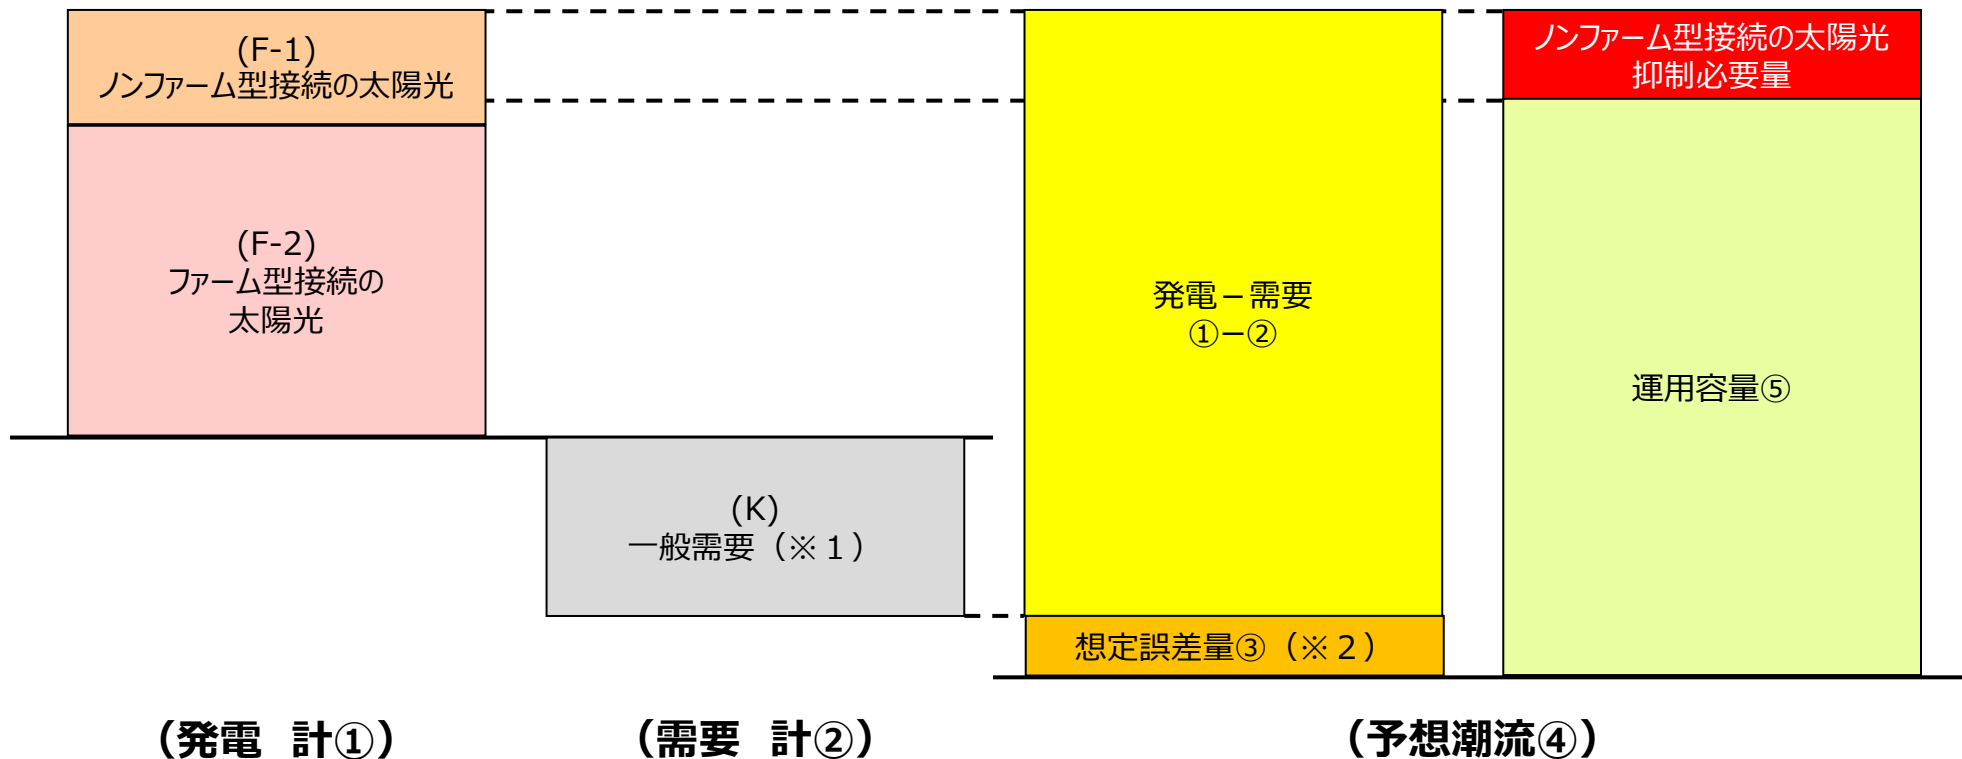 (F-1)
ノンファーム型接続の太陽光
(F-2)
ファーム型接続の
太陽光
(K)
一般需要（※１）
発電－需要
①－②
想定誤差量③（※２）
ノンファーム型接続の太陽光
抑制必要量
運用容量⑤
（発電 計①）
（需要 計②）
（予想潮流④）